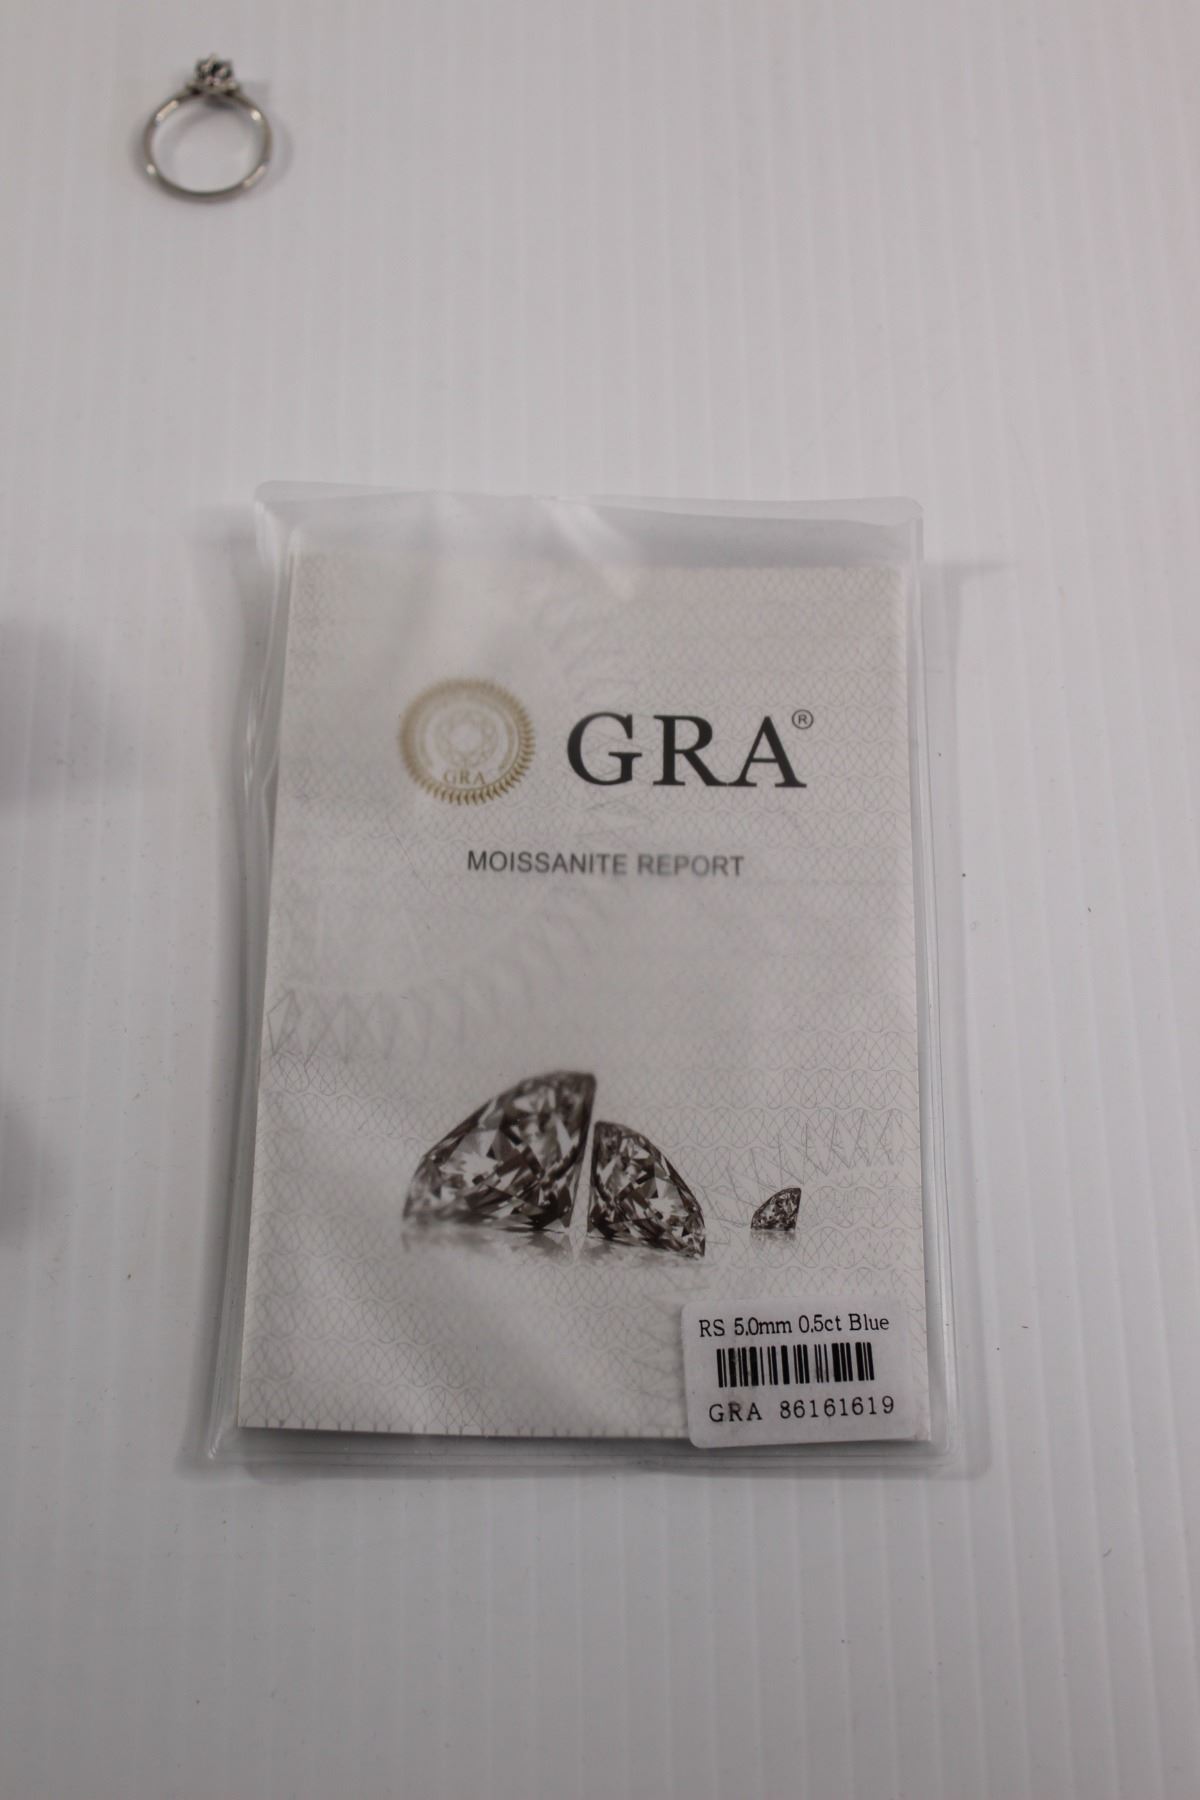 GRA
GRA®
MOISSANITE REPORT
RS 5.0mm 0.5ct Blue
GRA 86161619